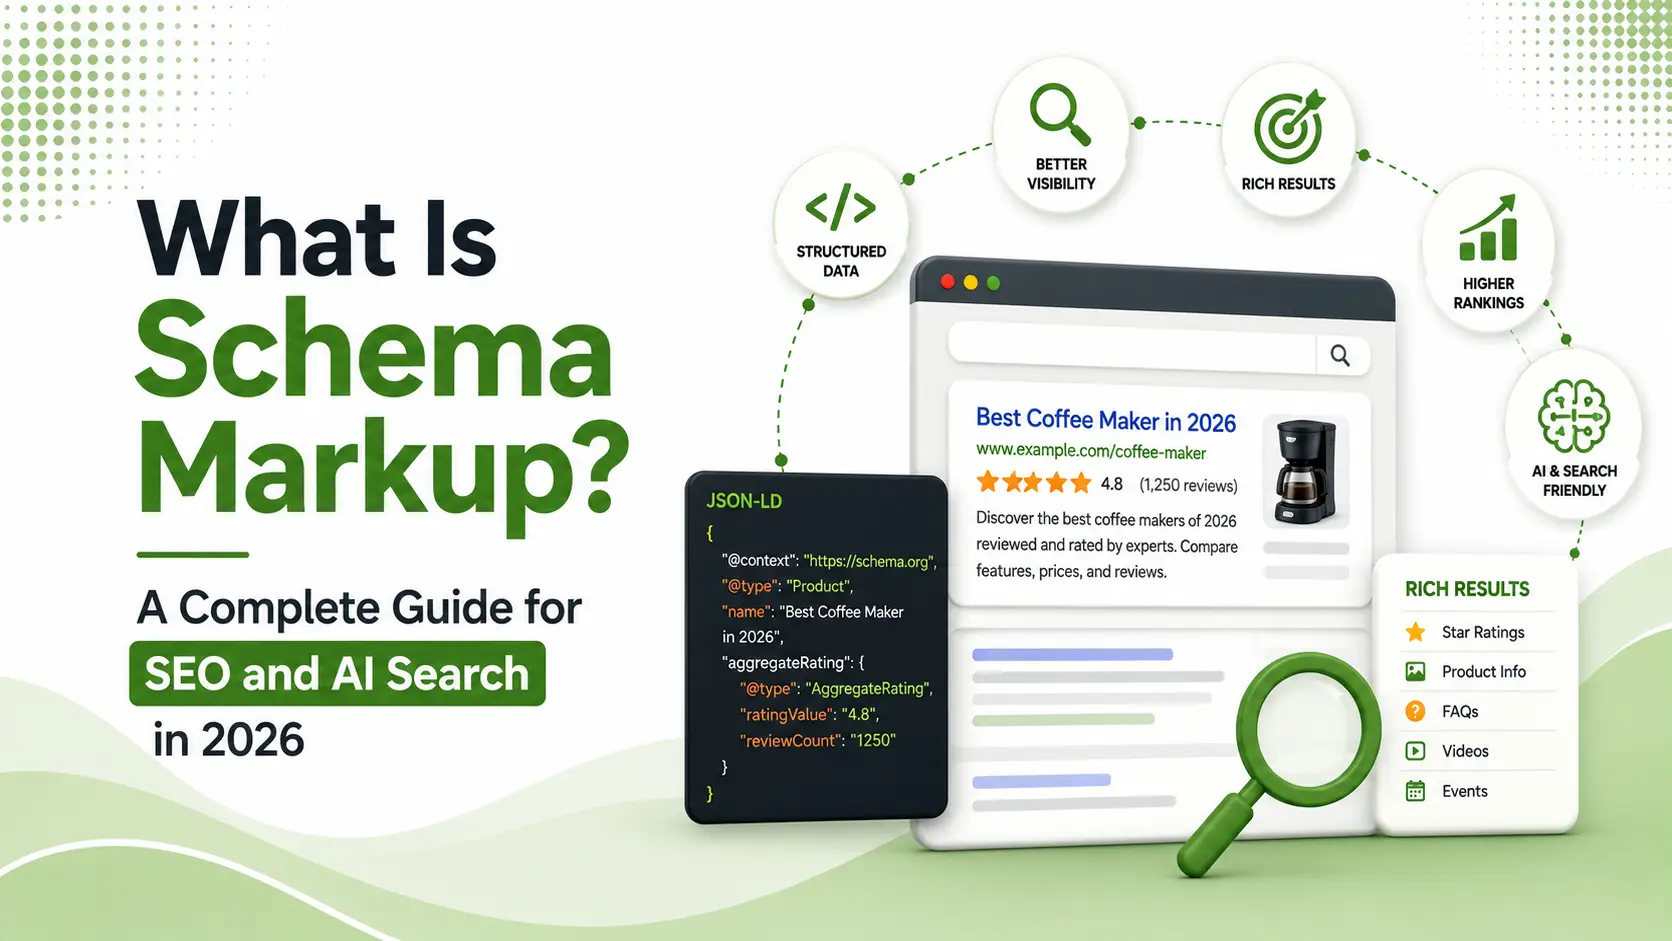 What Is
Schema
Markup?
A Complete Guide for
SEO and AI Search
in 2026
STRUCTURED
DATA
BETTER
VISIBILITY
RICH RESULTS
HIGHER
RANKINGS
AI & SEARCH
FRIENDLY
Best Coffee Maker in 2026
www.example.com/coffee-maker
4.8 (1,250 reviews)
Discover the best coffee makers of 2026
reviewed and rated by experts. Compare
features, prices, and reviews.
JSON-LD
{
"@context": "https://schema.org",
"@type": "Product",
"name": "Best Coffee Maker
in 2026",
"aggregateRating": {
"@type": "AggregateRating",
"ratingValue": "4.8",
"reviewCount": "1250"
}
}
RICH RESULTS
Star Ratings
Product Info
FAQs
Videos
Events